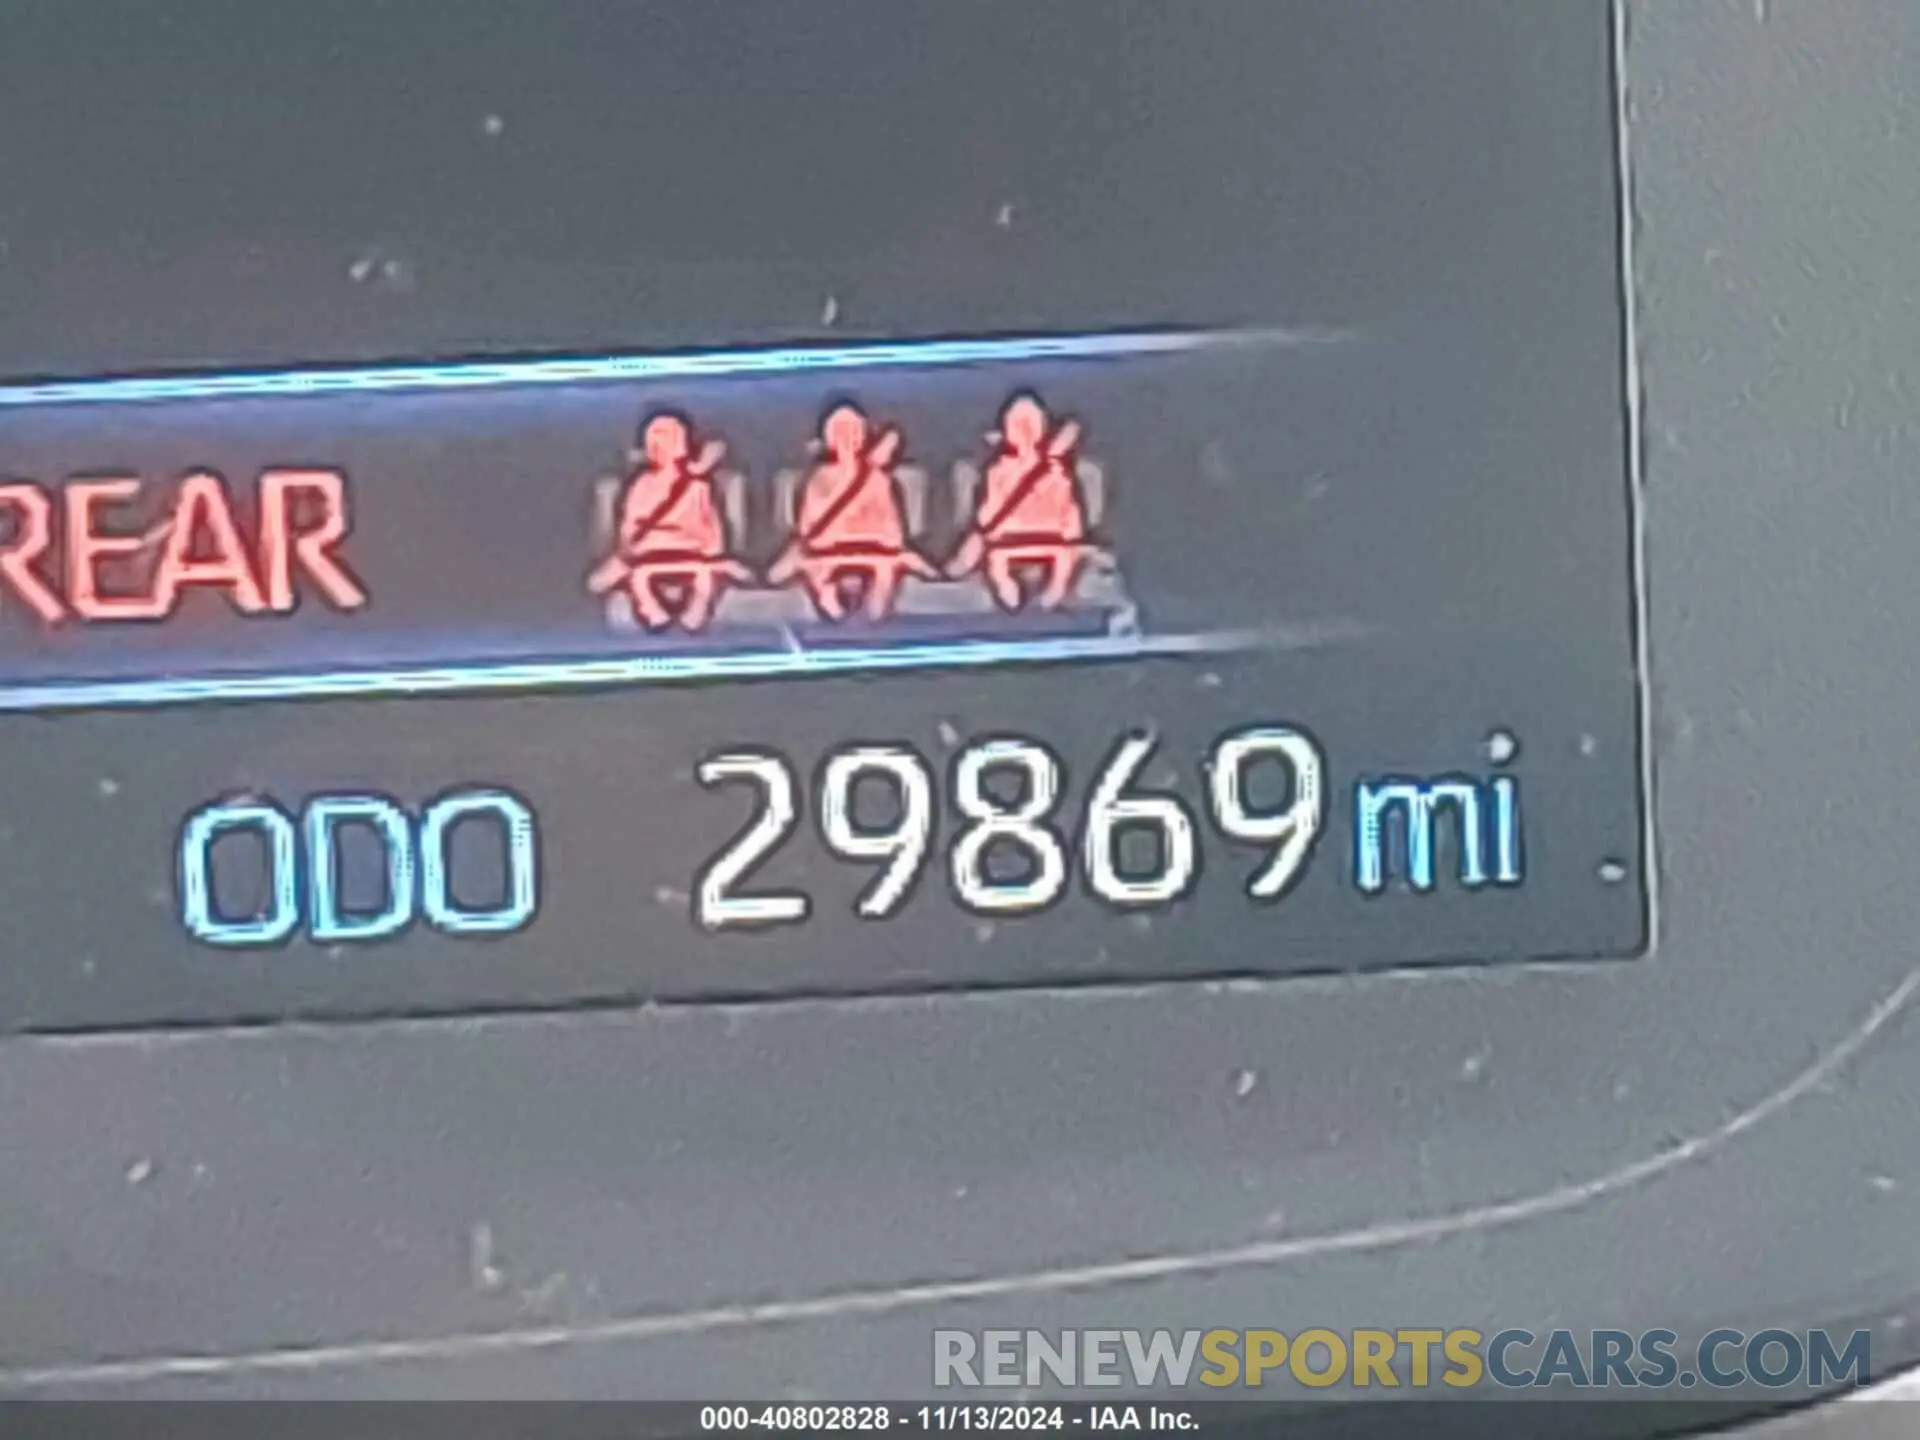 REAR
ODO 29869 mi
RENEWSPORTSCARS.COM
000-40802828 - 11/13/2024 - IAA Inc.